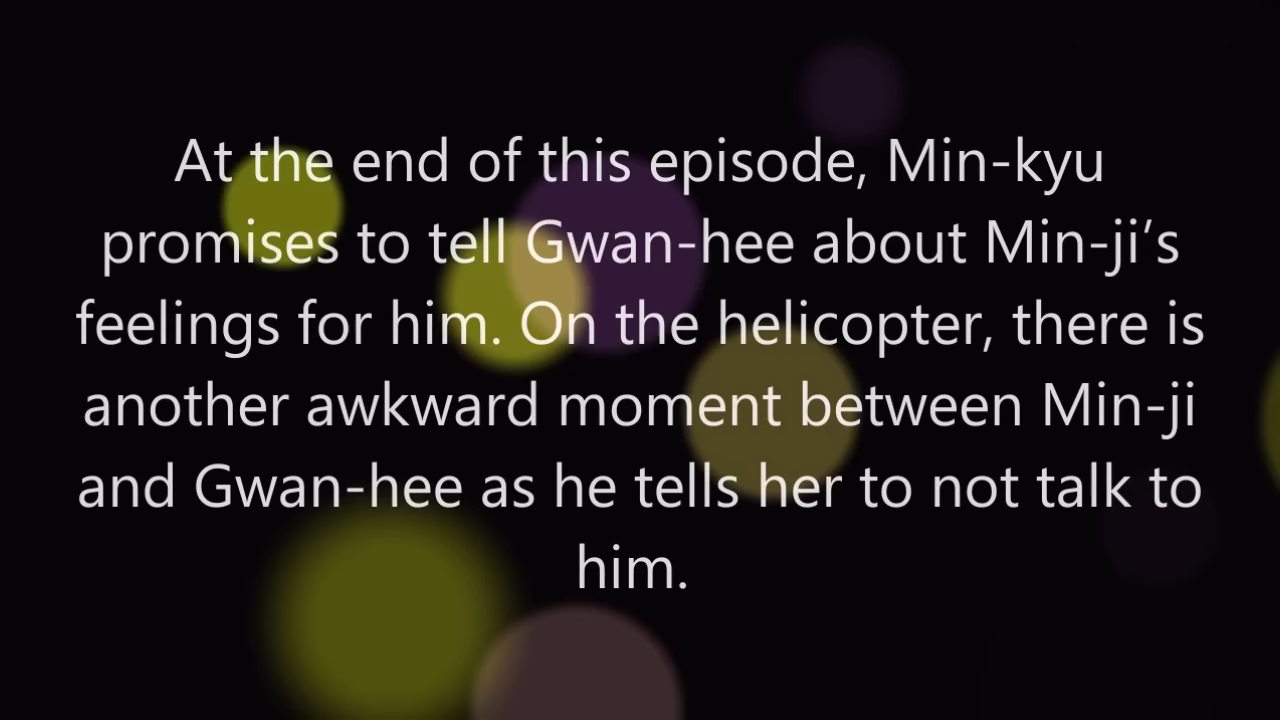 At the end of this episode, Min-kyu
promises to tell Gwan-hee about Min-ji’s
feelings for him. On the helicopter, there is
another awkward moment between Min-ji
and Gwan-hee as he tells her to not talk to
him.